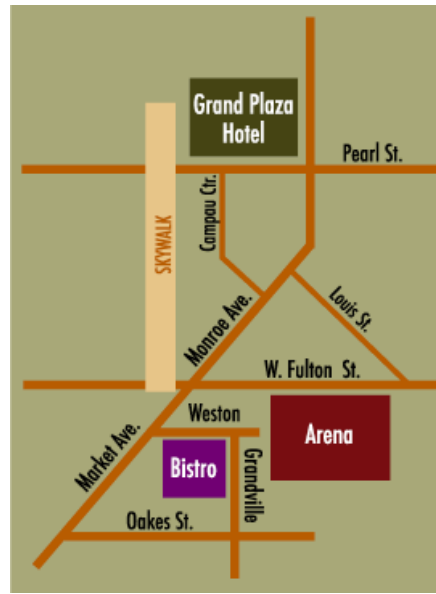 Grand Plaza
Hotel
Pearl St.
Campau Ctr.
SKYWALK
Louis St.
Monroe Ave.
W. Fulton St.
Weston
Arena
Market Ave.
Bistro
Grandville
Oakes St.